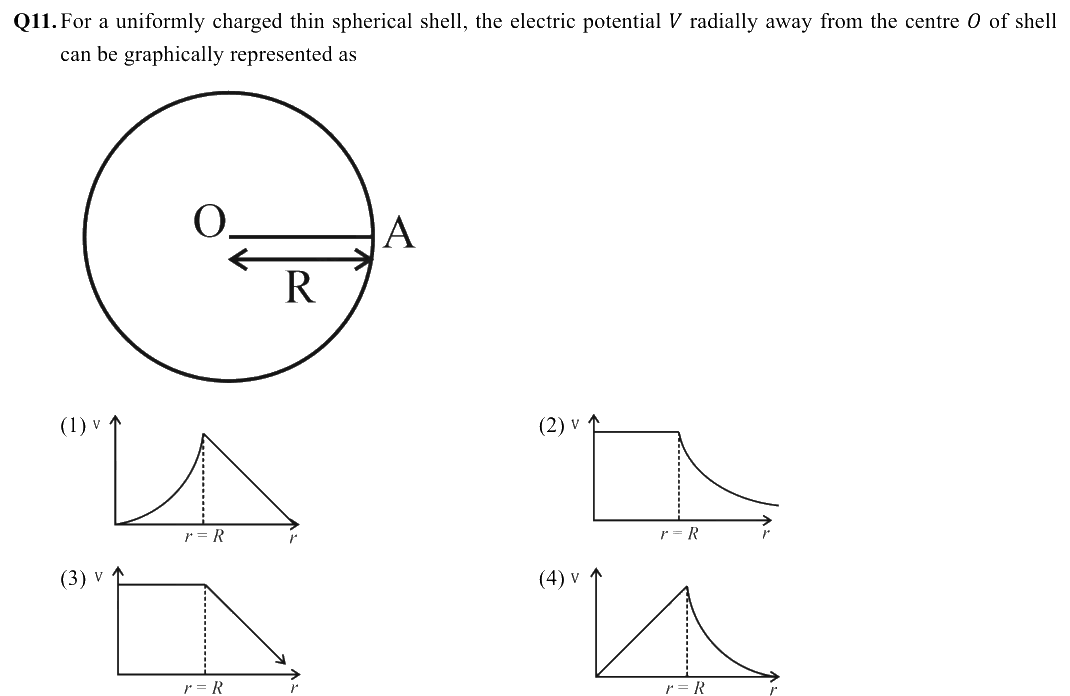 Q11. For a uniformly charged thin spherical shell, the electric potential V radially away from the centre O of shell
can be graphically represented as
O
A
R
(1) V
r = R
r
(2) V
r = R
r
(3) V
r = R
r
(4) V
r = R
r